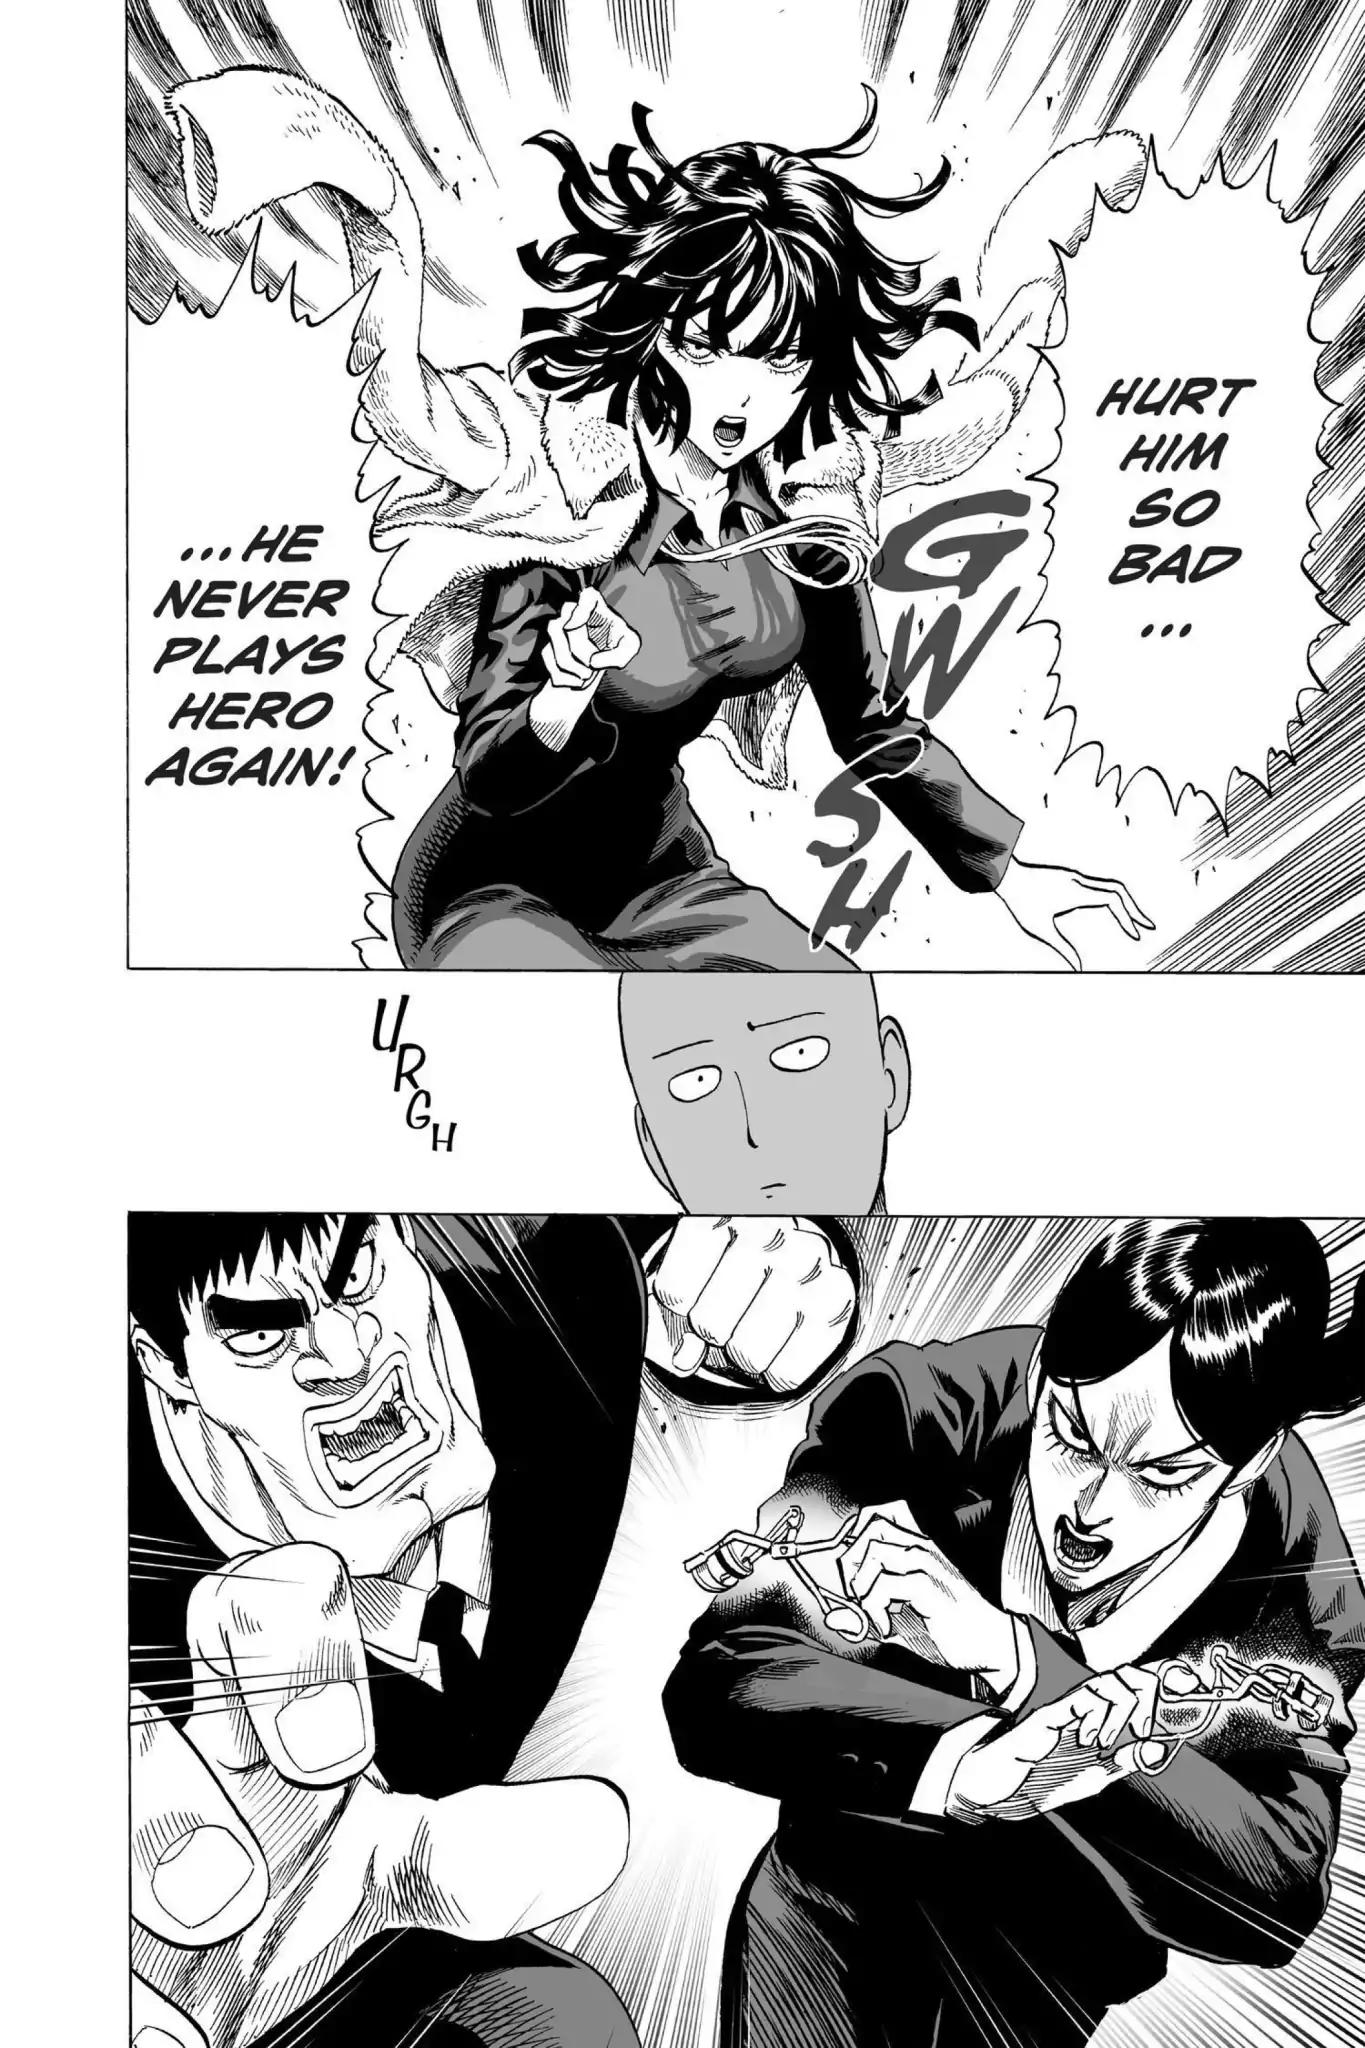 HURT
HIM
SO
BAD
...
...HE
NEVER
PLAYS
HERO
AGAIN!
GWSH
URGH